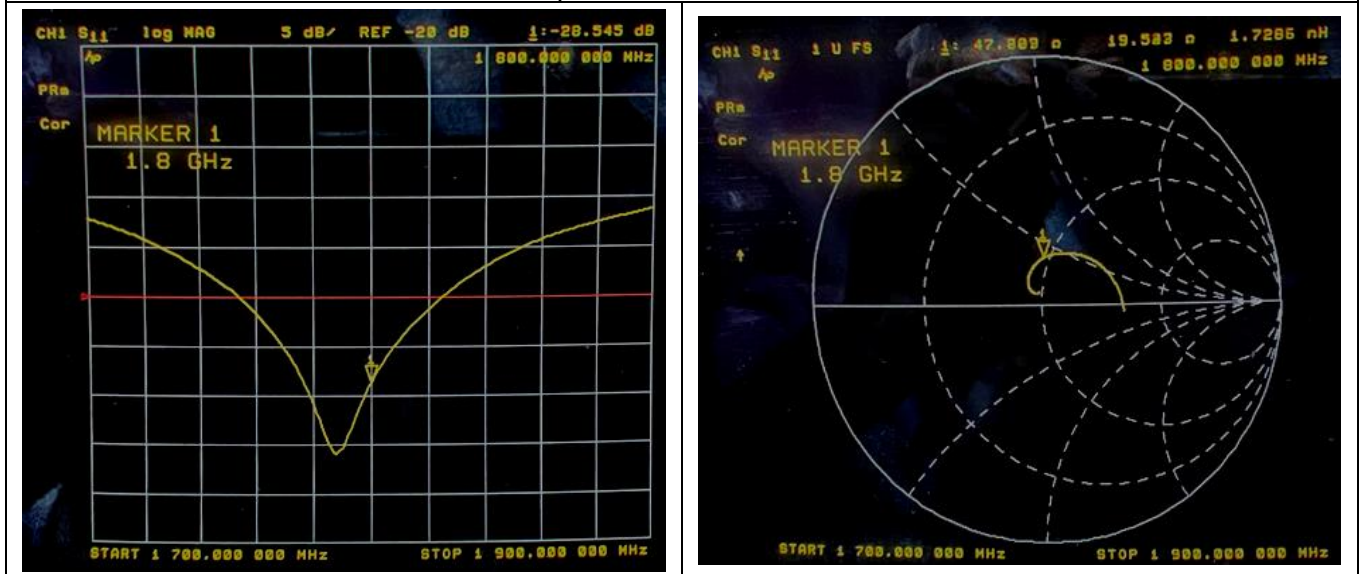 CH1 S11 log MAG 5 dB/ REF -20 dB 1:-28.545 dB
1 800.000 000 MHz
PRm
Cor
MARKER 1
1.8 GHz
START 1 700.000 000 MHz STOP 1 900.000 000 MHz
CH1 S11 1 U FS 1: 47.809 Ω 19.583 Ω 1.7286 nH
1 800.000 000 MHz
PRm
Cor
MARKER 1
1.8 GHz
START 1 700.000 000 MHz STOP 1 900.000 000 MHz